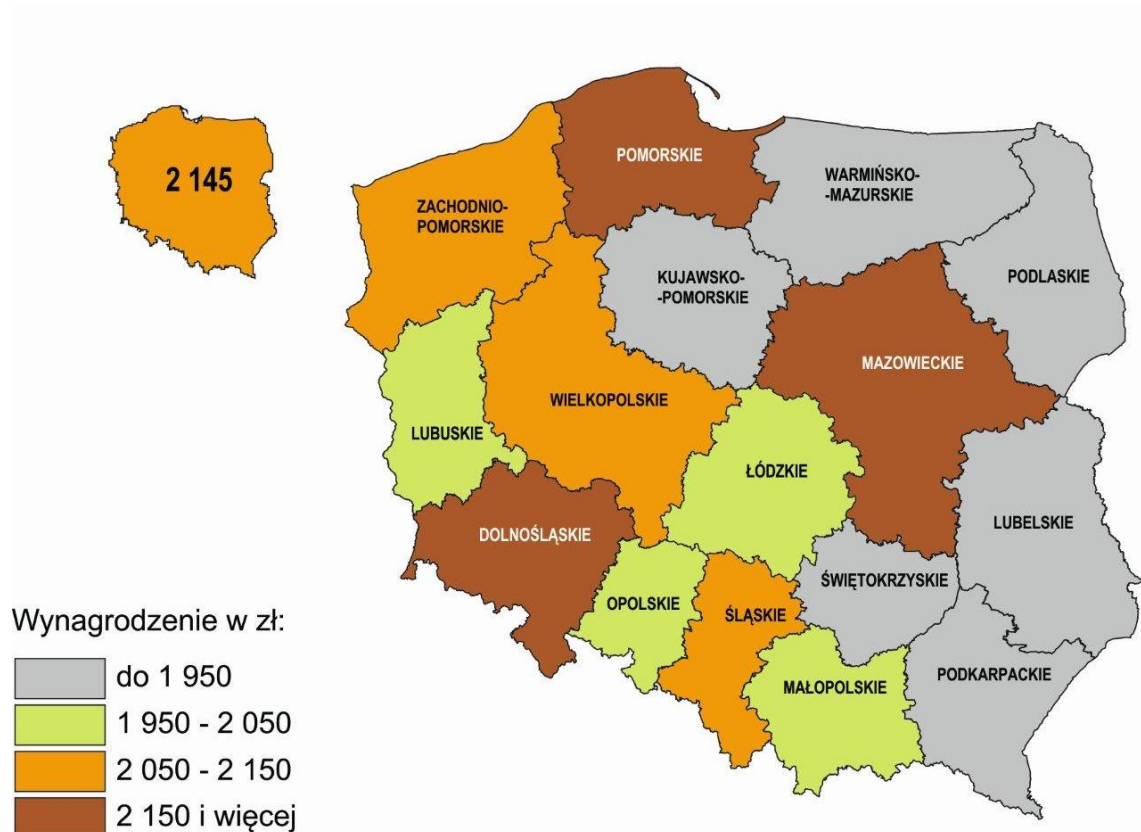 2 145
POMORSKIE
WARMIŃSKO-
-MAZURSKIE
ZACHODNIO-
POMORSKIE
KUJAWSKO-
-POMORSKIE
PODLASKIE
MAZOWIECKIE
WIELKOPOLSKIE
LUBUSKIE
ŁÓDZKIE
LUBELSKIE
DOLNOŚLĄSKIE
ŚWIĘTOKRZYSKIE
OPOLSKIE
ŚLĄSKIE
PODKARPACKIE
MAŁOPOLSKIE
Wynagrodzenie w zł:
do 1 950
1 950 - 2 050
2 050 - 2 150
2 150 i więcej